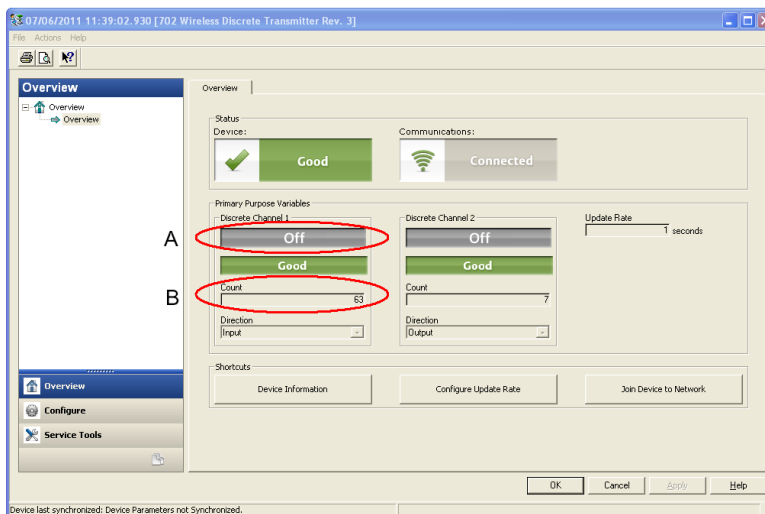 07/06/2011 11:39:02.930 [702 Wireless Discrete Transmitter Rev. 3]
File Actions Help
Overview
Overview
Overview
Overview
Status
Device:
Good
Communications:
Connected
Primary Purpose Variables
Discrete Channel 1
Off
Good
Count
63
Direction
Input
Discrete Channel 2
Off
Good
Count
7
Direction
Output
Update Rate
1 seconds
A
B
Shortcuts
Device Information
Configure Update Rate
Join Device to Network
Overview
Configure
Service Tools
OK
Cancel
Apply
Help
Device last synchronized: Device Parameters not Synchronized.